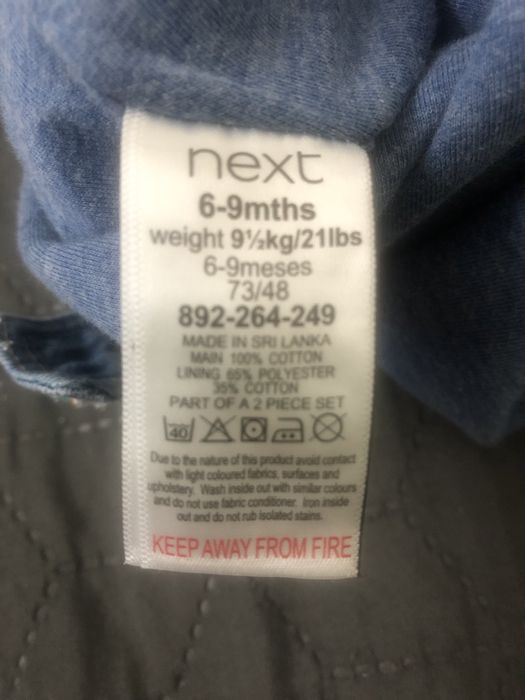 next
6-9mths
weight 9½kg/21lbs
6-9meses
73/48
892-264-249
MADE IN SRI LANKA
MAIN 100% COTTON
LINING 65% POLYESTER
35% COTTON
PART OF A 2 PIECE SET
40
Due to the nature of this product avoid contact
with light coloured fabrics, surfaces and
upholstery. Wash inside out with similar colours
and do not use fabric conditioner. Iron inside
out and do not rub isolated stains.
KEEP AWAY FROM FIRE